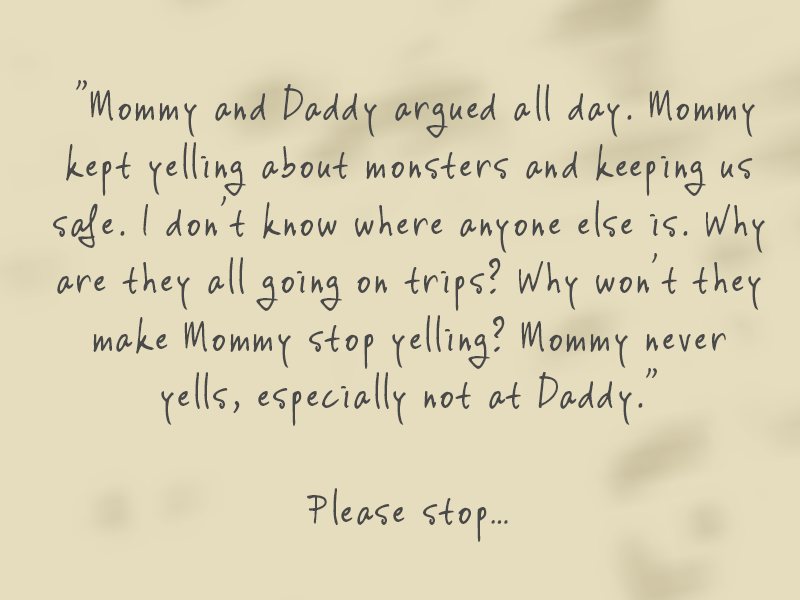 ”Mommy and Daddy argued all day. Mommy
kept yelling about monsters and keeping us
safe. I don't know where anyone else is. Why
are they all going on trips? Why won't they
make Mommy stop yelling? Mommy never
yells, especially not at Daddy.”
Please stop...